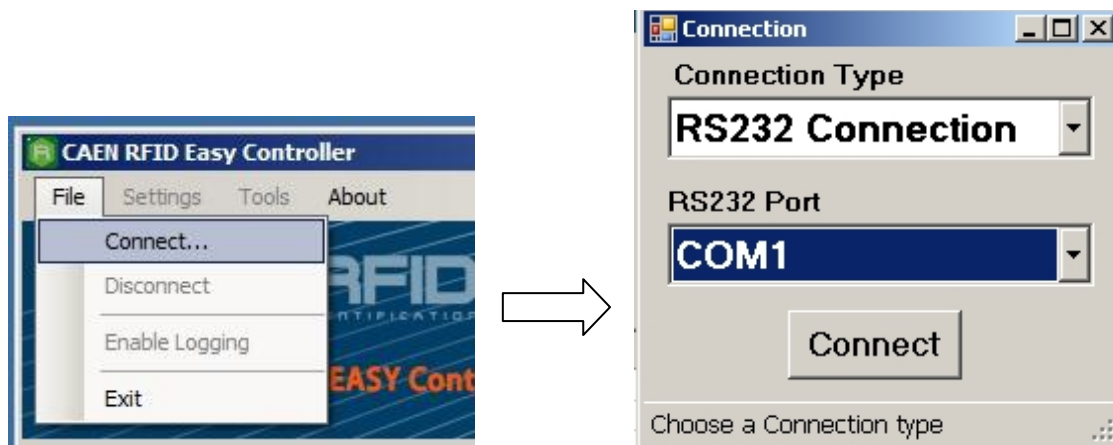 CAEN RFID Easy Controller
File Settings Tools About
Connect...
Disconnect
Enable Logging
Exit
RFID
EASY Cont
Connection
Connection Type
RS232 Connection
RS232 Port
COM1
Connect
Choose a Connection type